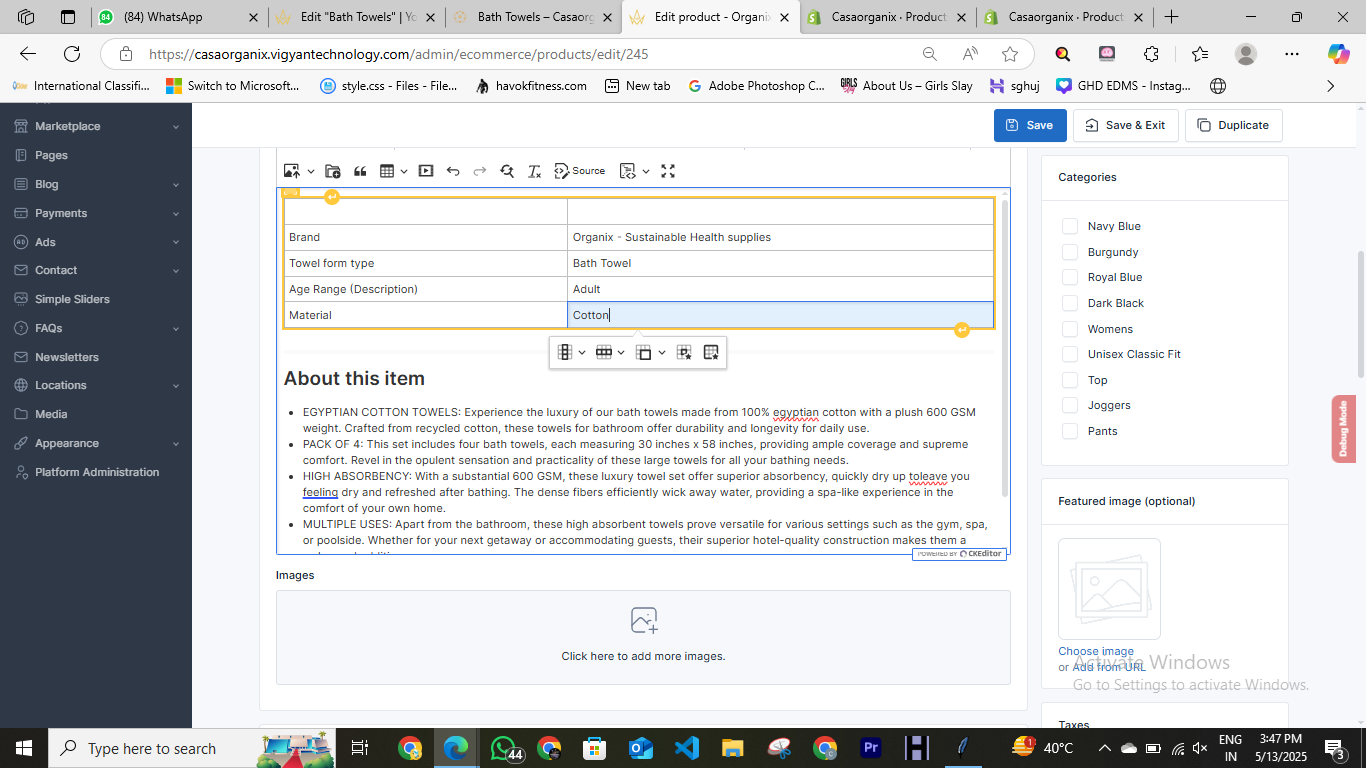 (84) WhatsApp
Edit "Bath Towels" | Yo
Bath Towels – Casaorg
Edit product - Organix
Casaorganix · Product
Casaorganix · Product
https://casaorganix.vigyantechnology.com/admin/ecommerce/products/edit/245
International Classifi...
Switch to Microsoft...
style.css - Files - File...
havokfitness.com
New tab
Adobe Photoshop C...
About Us – Girls Slay
sghuj
GHD EDMS - Instag...
Marketplace
Pages
Blog
Payments
Ads
Contact
Simple Sliders
FAQs
Newsletters
Locations
Media
Appearance
Platform Administration
Save
Save & Exit
Duplicate
Source
Brand
Organix - Sustainable Health supplies
Towel form type
Bath Towel
Age Range (Description)
Adult
Material
Cotton
About this item
EGYPTIAN COTTON TOWELS: Experience the luxury of our bath towels made from 100% egyptian cotton with a plush 600 GSM
weight. Crafted from recycled cotton, these towels for bathroom offer durability and longevity for daily use.
PACK OF 4: This set includes four bath towels, each measuring 30 inches x 58 inches, providing ample coverage and supreme
comfort. Revel in the opulent sensation and practicality of these large towels for all your bathing needs.
HIGH ABSORBENCY: With a substantial 600 GSM, these luxury towel set offer superior absorbency, quickly dry up toleave you
feeling dry and refreshed after bathing. The dense fibers efficiently wick away water, providing a spa-like experience in the
comfort of your own home.
MULTIPLE USES: Apart from the bathroom, these high absorbent towels prove versatile for various settings such as the gym, spa,
or poolside. Whether for your next getaway or accommodating guests, their superior hotel-quality construction makes them a
POWERED BY CKEditor
Images
Click here to add more images.
Categories
Navy Blue
Burgundy
Royal Blue
Dark Black
Womens
Unisex Classic Fit
Top
Joggers
Pants
Debug Mode
Featured image (optional)
Choose image
or Add from URL
Activate Windows
Go to Settings to activate Windows.
Taxes
Type here to search
44
40°C
ENG
IN
3:47 PM
5/13/2025
3